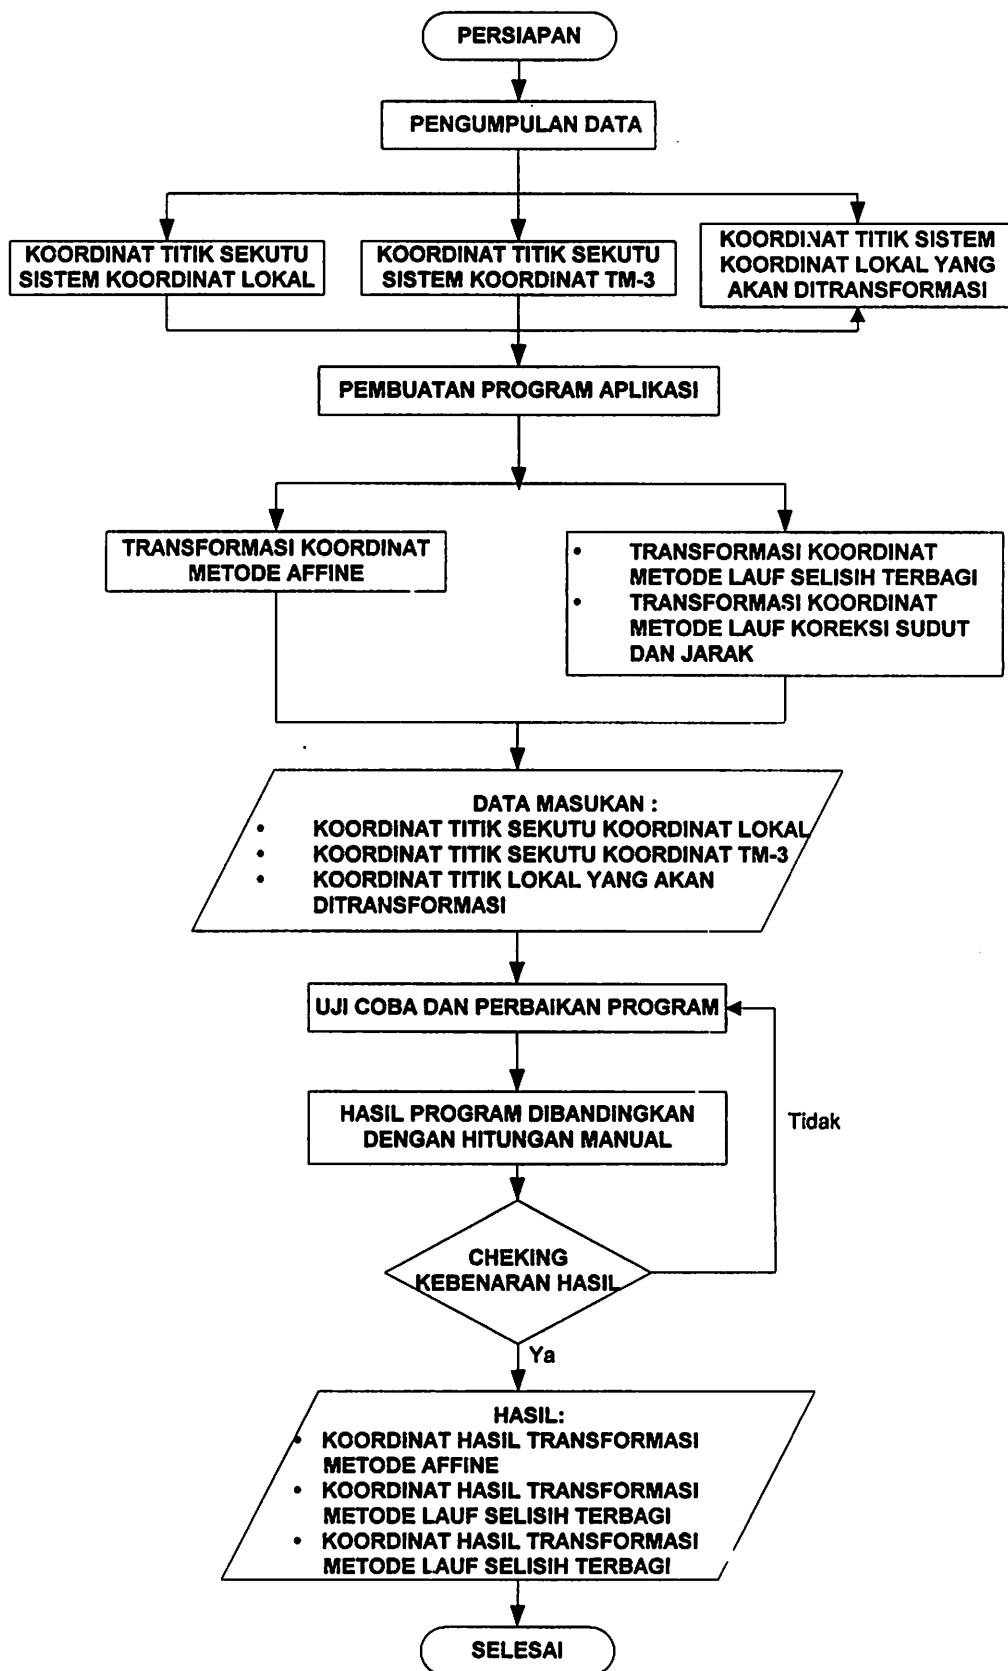 PERSIAPAN
PENGUMPULAN DATA
KOORDINAT TITIK SEKUTU
SISTEM KOORDINAT LOKAL
KOORDINAT TITIK SEKUTU
SISTEM KOORDINAT TM-3
KOORDINAT TITIK SISTEM
KOORDINAT LOKAL YANG
AKAN DITRANSFORMASI
PEMBUATAN PROGRAM APLIKASI
TRANSFORMASI KOORDINAT
METODE AFFINE
• TRANSFORMASI KOORDINAT
METODE LAUF SELISIH TERBAGI
• TRANSFORMASI KOORDINAT
METODE LAUF KOREKSI SUDUT
DAN JARAK
DATA MASUKAN :
• KOORDINAT TITIK SEKUTU KOORDINAT LOKAL
• KOORDINAT TITIK SEKUTU KOORDINAT TM-3
• KOORDINAT TITIK LOKAL YANG AKAN
DITRANSFORMASI
UJI COBA DAN PERBAIKAN PROGRAM
HASIL PROGRAM DIBANDINGKAN
DENGAN HITUNGAN MANUAL
Tidak
CHEKING
KEBENARAN HASIL
Ya
HASIL:
• KOORDINAT HASIL TRANSFORMASI
METODE AFFINE
• KOORDINAT HASIL TRANSFORMASI
METODE LAUF SELISIH TERBAGI
• KOORDINAT HASIL TRANSFORMASI
METODE LAUF SELISIH TERBAGI
SELESAI